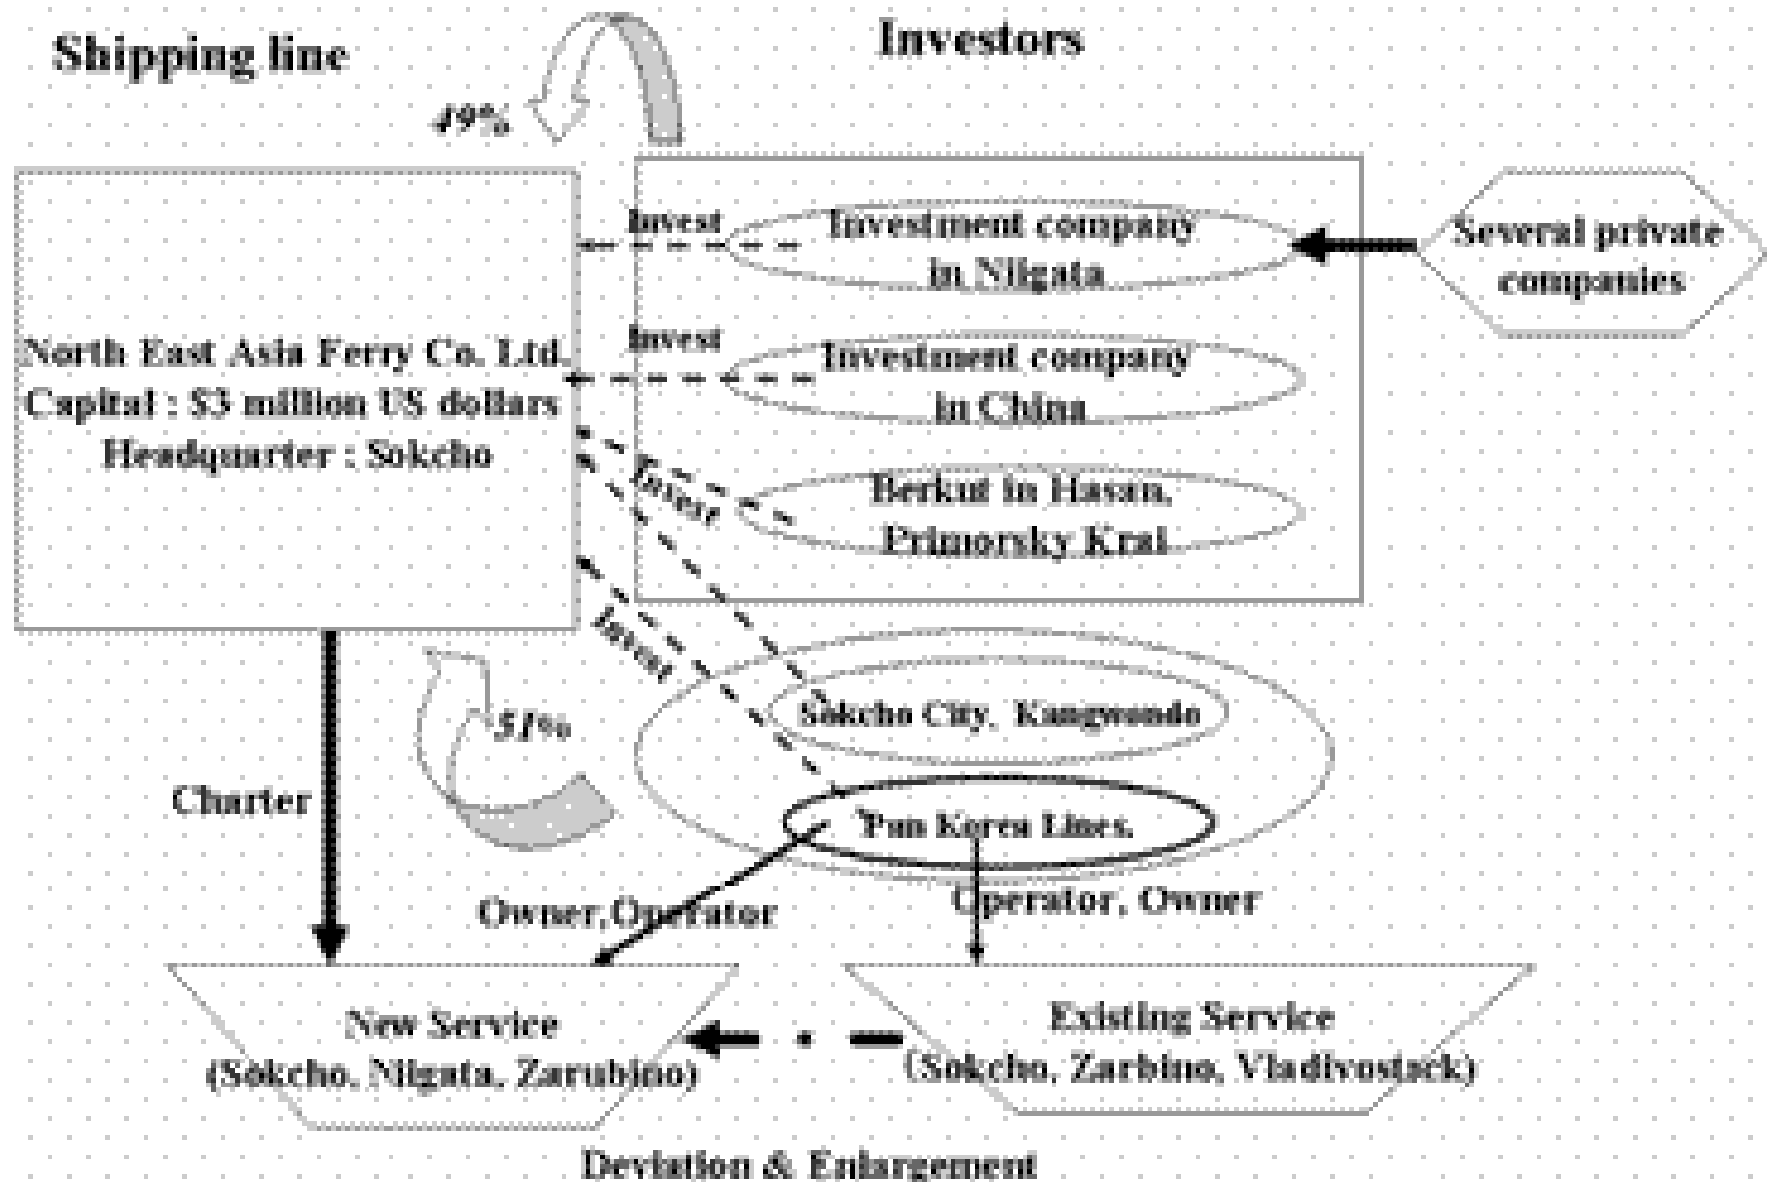 Shipping line
Investors
49%
Invest
Investment company
in Niigata
Several private
companies
Invest
Investment company
in China
North East Asia Ferry Co. Ltd.
Capital : $3 million US dollars
Headquarter : Sokcho
Invest
Berkut in Hasan,
Primorsky Krai
Invest
51%
Sokcho City, Kangwondo
Charter
Pan Korea Lines.
Owner,Operator
Operator, Owner
New Service
(Sokcho, Niigata, Zarubino)
Existing Service
(Sokcho, Zarbino, Vladivostock)
Deviation & Enlargement